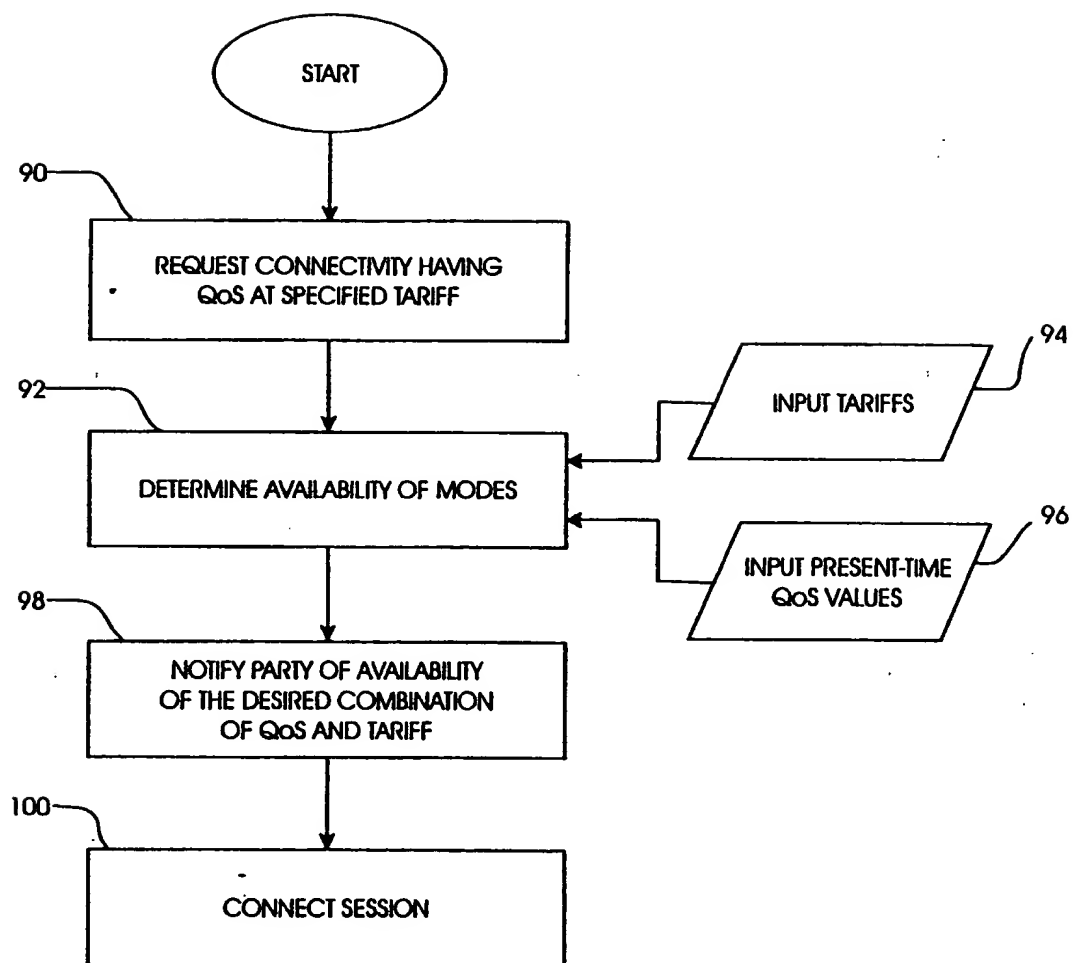 START
90
REQUEST CONNECTIVITY HAVING
QoS AT SPECIFIED TARIFF
92
DETERMINE AVAILABILITY OF MODES
94
INPUT TARIFFS
96
INPUT PRESENT-TIME
QoS VALUES
98
NOTIFY PARTY OF AVAILABILITY
OF THE DESIRED COMBINATION
OF QoS AND TARIFF
100
CONNECT SESSION